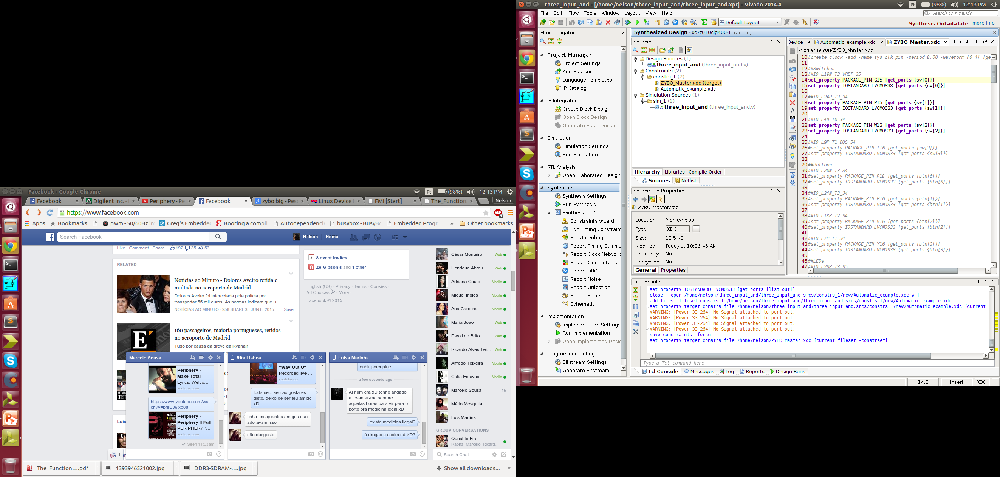 Facebook - Google Chrome
Pt (98%) 12:13 PM
Facebook
Digilent Inc. -
Periphery - Pe
Facebook
zybo big - Pes
Linux Device
FMI [Start]
The_Function
Nelson
https://www.facebook.com
ABP
1
Apps
Bookmarks
pwm - 50/60Hz in
Greg's Embedde
Booting a compil
Autodependenci
busybox - BusyBo
Embedded Progr
»
Other bookmarks
Search Facebook
Nelson
Home
Like · Comment · Share · 192 35 53
RELATED
Notícias ao Minuto - Dolores Aveiro retida e
multada no aeroporto de Madrid
Dolores Aveiro foi intercetada pela polícia por
transportar 55 mil euros. As normas indicam que u...
NOTÍCIAS AO MINUTO · 958 SHARES · JUN 8, 2015
Save
160 passageiros, maioria portugueses, retidos
no aeroporto de Madrid
Tudo por causa da greve da Ryanair
8 event invites
Zé Gibson's and 1 other
English (US) · Privacy · Terms · Cookies ·
Ad Choices · More
Facebook © 2015
César Monteiro Web
Henrique Abreu Web
Adriana Couto Mobile
Miguel Inglês Mobile
Ana Carolina Mobile
Maria João Web
David de Brito Web
Ricardo Alves Tei... Web
Alfredo Teixeira Mobile
Catia Esteves Mobile
Marcelo Sousa 1h
Mário Mesquita
Luis Martins
GROUP CONVERSATIONS
Quest to Fire
Rapha, Marcelo, Ricard...
Search Chat
Marcelo Sousa
Periphery -
Make Total
Lyrics: Welco...
youtube.com
https://www.youtube.com/wat
ch?v=pfeUJ6lxb88
Periphery -
Periphery II Full
PERIPHERY "...
youtube.com
Seen 11:03am
Rita Lisboa
"Way Out Of
Recorded live ...
youtube.com
foda-se... se nao gostares
disto, deixo de ser teu amigo
xD
tinha uns quantos amigos que
adoravam isso
não desgosto
Luísa Marinha
oubir porcupine
a few seconds ago
Ai num era xD tenho andado
a levantar-me sempre
aquelas horas para vir para o
porto pra medicina legal xD
existe medicina ilegal?
é drogas e assim né XD?
1
The_Function....pdf
1393946521002.jpg
DDR3-SDRAM-....jpg
Show all downloads...
three_input_and - [/home/nelson/three_input_and/three_input_and.xpr] - Vivado 2014.4
Pt (98%) 12:13 PM
File Edit Flow Tools Window Layout View Help
Search commands
Default Layout
Synthesis Out-of-date more info
Flow Navigator
Project Manager
Project Settings
Add Sources
Language Templates
IP Catalog
IP Integrator
Create Block Design
Open Block Design
Generate Block Design
Simulation
Simulation Settings
Run Simulation
RTL Analysis
Open Elaborated Design
Synthesis
Synthesis Settings
Run Synthesis
Synthesized Design
Constraints Wizard
Edit Timing Constrain
Set Up Debug
Report Timing Summa
Report Clock Network
Report Clock Interact
Report DRC
Report Noise
Report Utilization
Report Power
Schematic
Implementation
Implementation Settings
Run Implementation
Open Implemented Desig
Program and Debug
Bitstream Settings
Generate Bitstream
Synthesized Design - xc7z010clg400-1 (active)
Sources
Design Sources (1)
three_input_and (three_input_and.v)
Constraints (2)
constrs_1 (2)
ZYBO_Master.xdc (target)
Automatic_example.xdc
Simulation Sources (1)
sim_1 (1)
three_input_and (three_input_and.v)
Hierarchy Libraries Compile Order
Sources Netlist
Source File Properties
ZYBO_Master.xdc
Location: /home/nelson
Type: XDC
Size: 12.5 KB
Modified: Today at 10:36:45 AM
Read-only: No
Encrypted: No
General Properties
Device
Automatic_example.xdc
ZYBO_Master.xdc
/home/nelson/ZYBO_Master.xdc
10 #create_clock -add -name sys_clk_pin -period 8.00 -waveform {0 4} [ge
11
12 ##Switches
13 ##IO_L19N_T3_VREF_35
14 set_property PACKAGE_PIN G15 [get_ports {sw[0]}]
15 set_property IOSTANDARD LVCMOS33 [get_ports {sw[0]}]
16
17 ##IO_L24P_T3_34
18 set_property PACKAGE_PIN P15 [get_ports {sw[1]}]
19 set_property IOSTANDARD LVCMOS33 [get_ports {sw[1]}]
20
21 ##IO_L4N_T0_34
22 set_property PACKAGE_PIN W13 [get_ports {sw[2]}]
23 set_property IOSTANDARD LVCMOS33 [get_ports {sw[2]}]
24
25 ##IO_L9P_T1_DQS_34
26 #set_property PACKAGE_PIN T16 [get_ports {sw[3]}]
27 #set_property IOSTANDARD LVCMOS33 [get_ports {sw[3]}]
28
29 ##Buttons
30 ##IO_L20N_T3_34
31 #set_property PACKAGE_PIN R18 [get_ports {btn[0]}]
32 #set_property IOSTANDARD LVCMOS33 [get_ports {btn[0]}]
33
34 ##IO_L24N_T3_34
35 #set_property PACKAGE_PIN P16 [get_ports {btn[1]}]
36 #set_property IOSTANDARD LVCMOS33 [get_ports {btn[1]}]
37
38 ##IO_L18P_T2_34
39 #set_property PACKAGE_PIN V16 [get_ports {btn[2]}]
40 #set_property IOSTANDARD LVCMOS33 [get_ports {btn[2]}]
41
42 ##IO_L7P_T1_34
43 #set_property PACKAGE_PIN Y16 [get_ports {btn[3]}]
44 #set_property IOSTANDARD LVCMOS33 [get_ports {btn[3]}]
45
46 ##LEDs
47 ##IO_L23P_T3_35
Tcl Console
set_property IOSTANDARD LVCMOS33 [get_ports [list out]]
close [ open /home/nelson/three_input_and/three_input_and.srcs/constrs_1/new/Automatic_example.xdc w ]
add_files -fileset constrs_1 /home/nelson/three_input_and/three_input_and.srcs/constrs_1/new/Automatic_example.xdc
set_property target_constrs_file /home/nelson/three_input_and/three_input_and.srcs/constrs_1/new/Automatic_example.xdc [current_
WARNING: [Power 33-264] No Signal attached to port out.
WARNING: [Power 33-264] No Signal attached to port out.
WARNING: [Power 33-264] No Signal attached to port out.
WARNING: [Power 33-264] No Signal attached to port out.
save_constraints -force
set_property target_constrs_file /home/nelson/ZYBO_Master.xdc [current_fileset -constrset]
Type a Tcl command here
Tcl Console Messages Log Reports Design Runs
14:0 Insert XDC